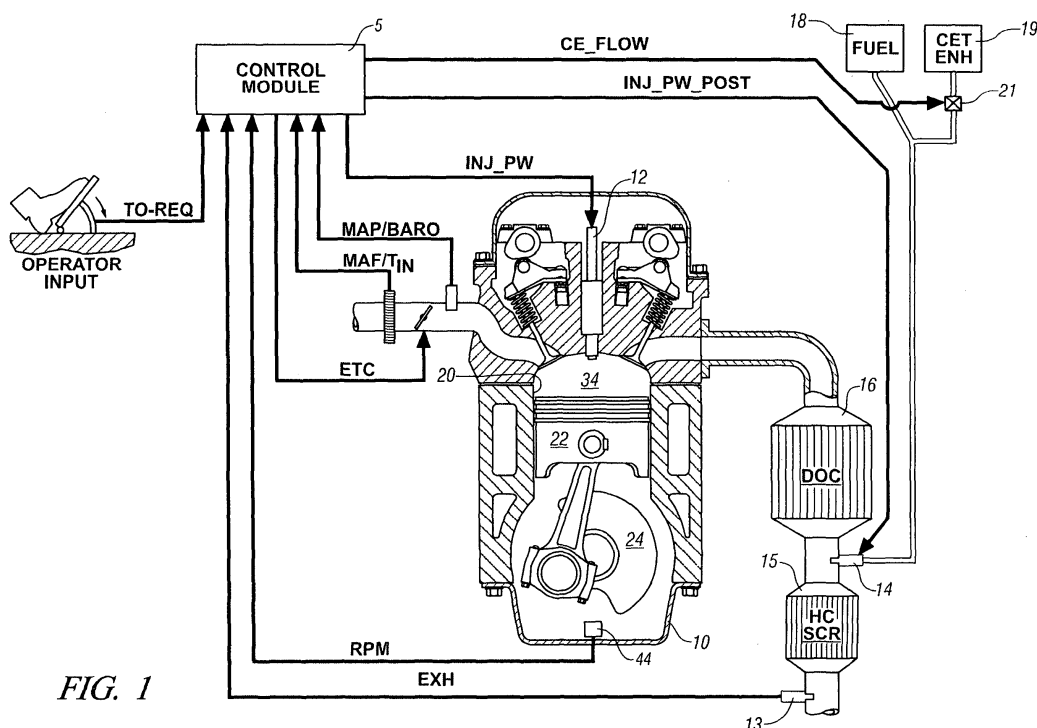 5
18
19
CE_FLOW
FUEL
CET
ENH
CONTROL
MODULE
INJ_PW_POST
21
INJ_PW
12
TO-REQ
MAP/BARO
OPERATOR
INPUT
MAF/TIN
ETC
20
34
16
22
DOC
24
15
14
HC
SCR
RPM
44
10
EXH
13
FIG. 1